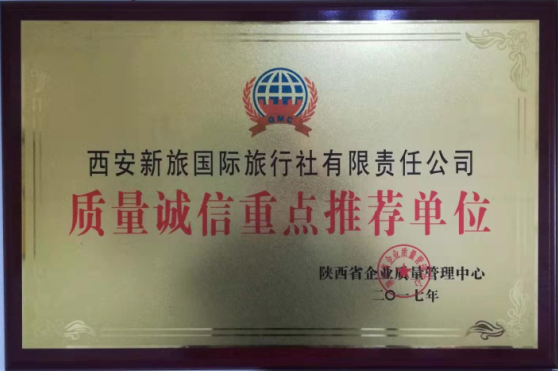 QMC
西安新旅国际旅行社有限责任公司
质量诚信重点推荐单位
陕西省企业质量管理中心
二〇一七年